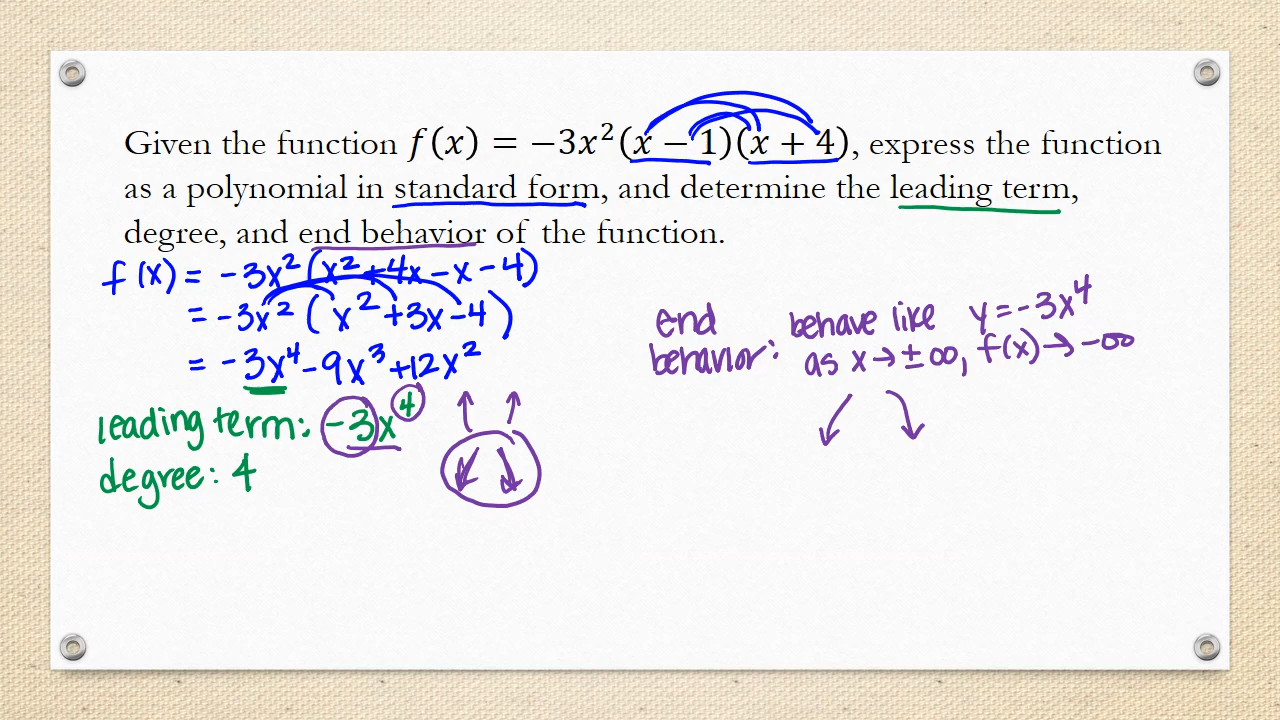 Given the function f(x) = −3x²(x − 1)(x + 4), express the function
as a polynomial in standard form, and determine the leading term,
degree, and end behavior of the function.
f(x) = -3x²(x²+4x-x-4)
= -3x²(x²+3x-4)
= -3x⁴-9x³+12x²
leading term: -3x⁴
degree: 4
end behavior: behave like y=-3x⁴
as x→±∞, f(x)→-∞